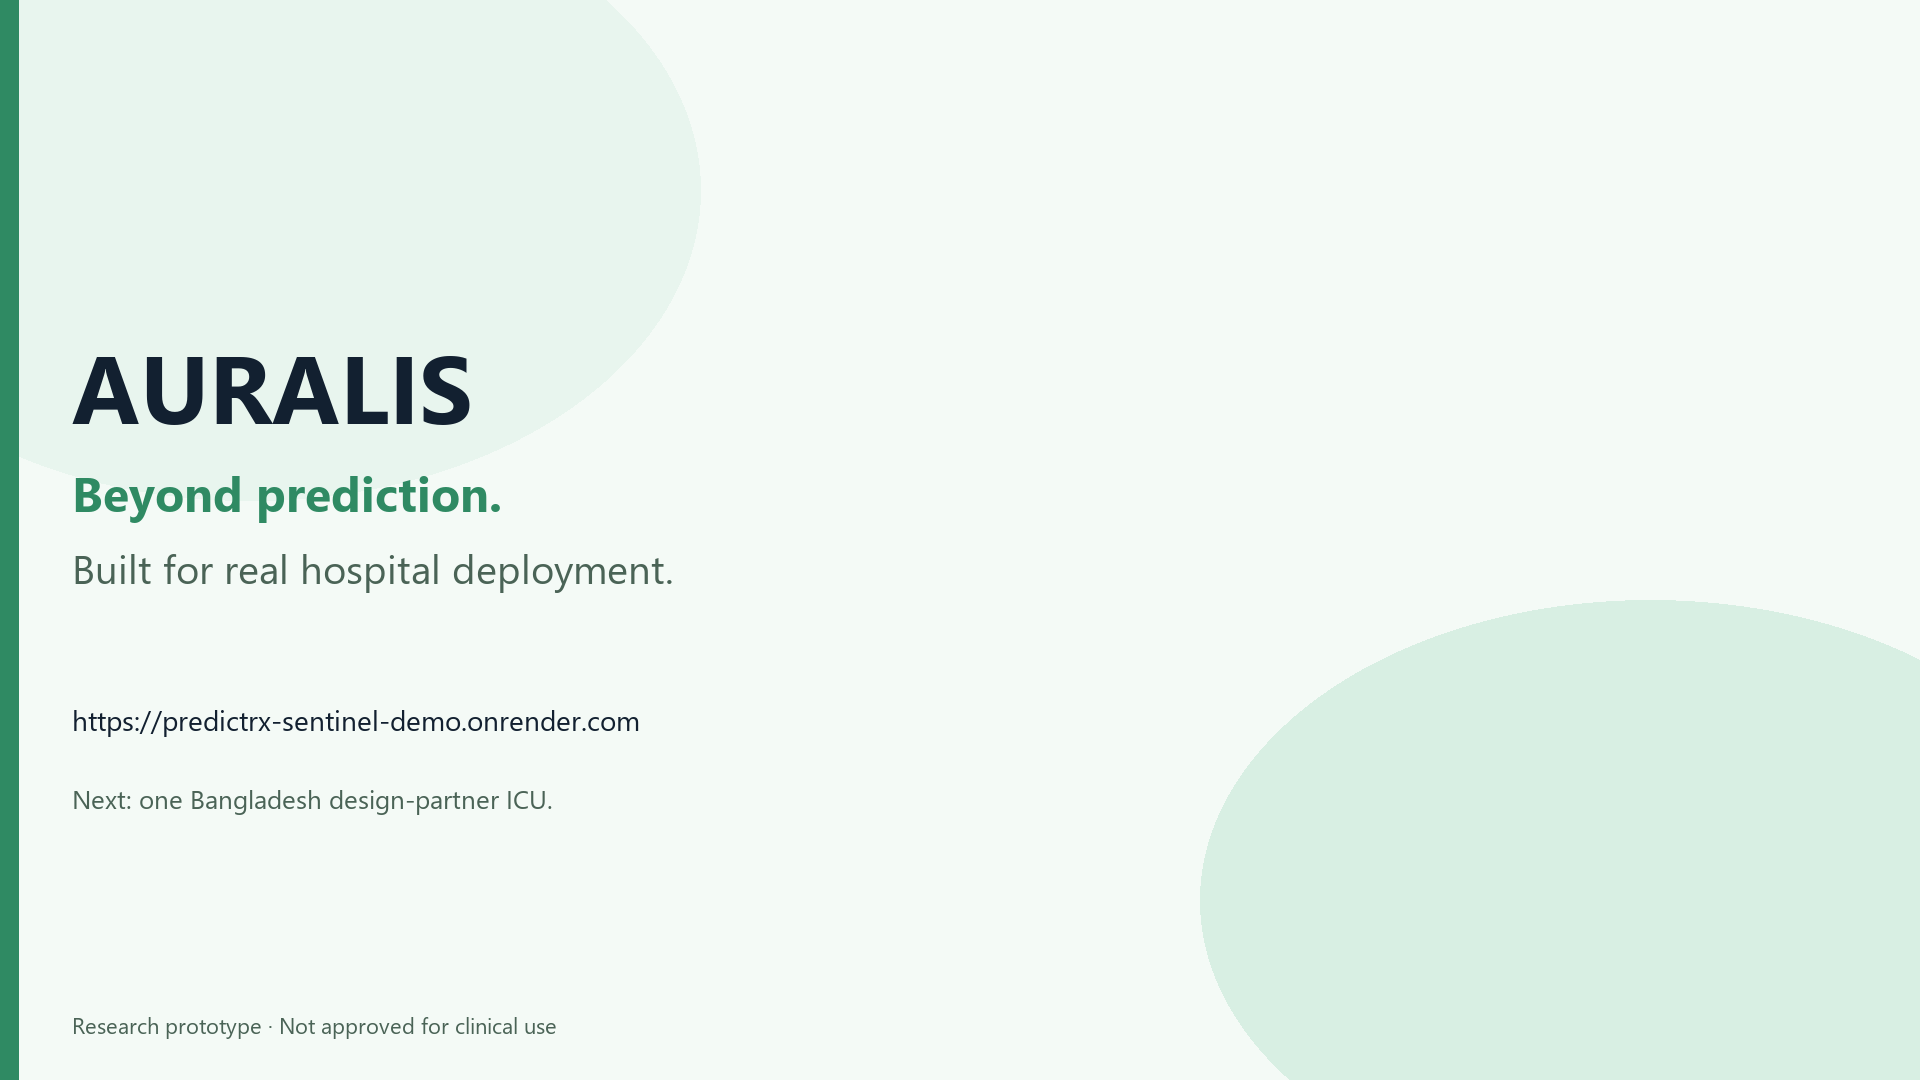 AURALIS
Beyond prediction.
Built for real hospital deployment.
https://predictrx-sentinel-demo.onrender.com
Next: one Bangladesh design-partner ICU.
Research prototype · Not approved for clinical use